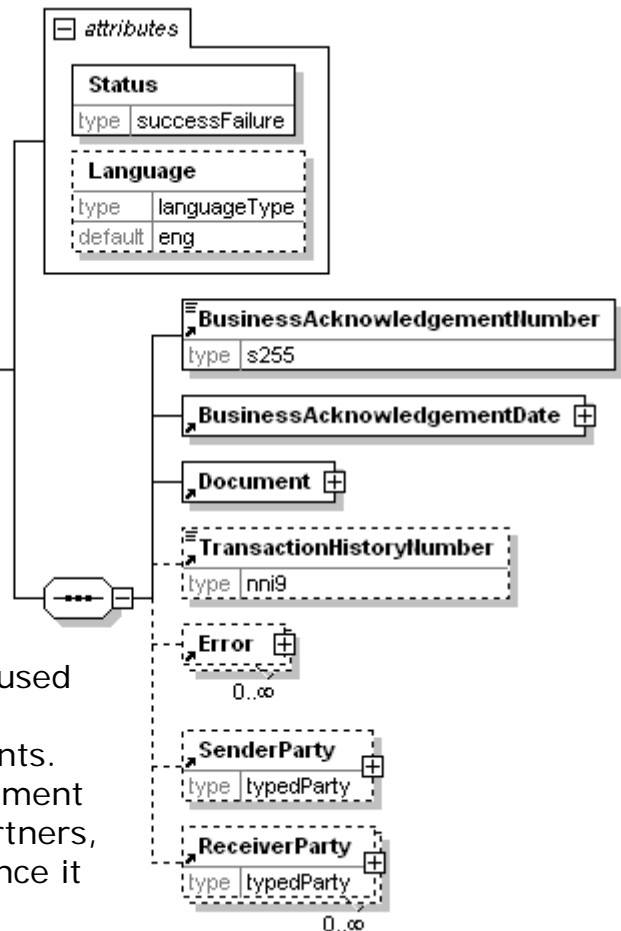 attributes
Status
type successFailure
Language
type languageType
default eng
BusinessAcknowledgementNumber
type s255
BusinessAcknowledgementDate
Document
TransactionHistoryNumber
type nni9
Error
0..∞
used
nts.
ument
rtners,
nce it
SenderParty
type typedParty
ReceiverParty
type typedParty
0..∞